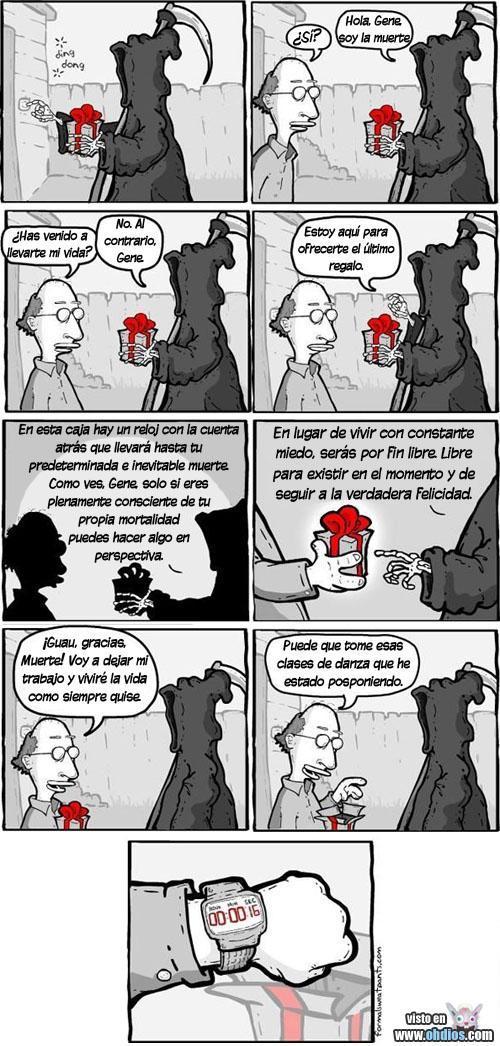 ding
dong
¿Sí?
Hola, Gene,
soy la muerte
¿Has venido a
llevarte mi vida?
No. Al
contrario,
Gene.
Estoy aquí para
ofrecerte el último
regalo.
En esta caja hay un reloj con la cuenta
atrás que llevará hasta tu
predeterminada e inevitable muerte.
Como ves, Gene, solo si eres
plenamente consciente de tu
propia mortalidad
puedes hacer algo en
perspectiva.
En lugar de vivir con constante
miedo, serás por fin libre. Libre
para existir en el momento y de
seguir a la verdadera felicidad.
¡Guau, gracias,
Muerte! Voy a dejar mi
trabajo y viviré la vida
como siempre quise.
Puede que tome esas
clases de danza que he
estado posponiendo.
HOUR MIN SEC
00:00:16
formalsweatpants.com
visto en
www.ohdios.com